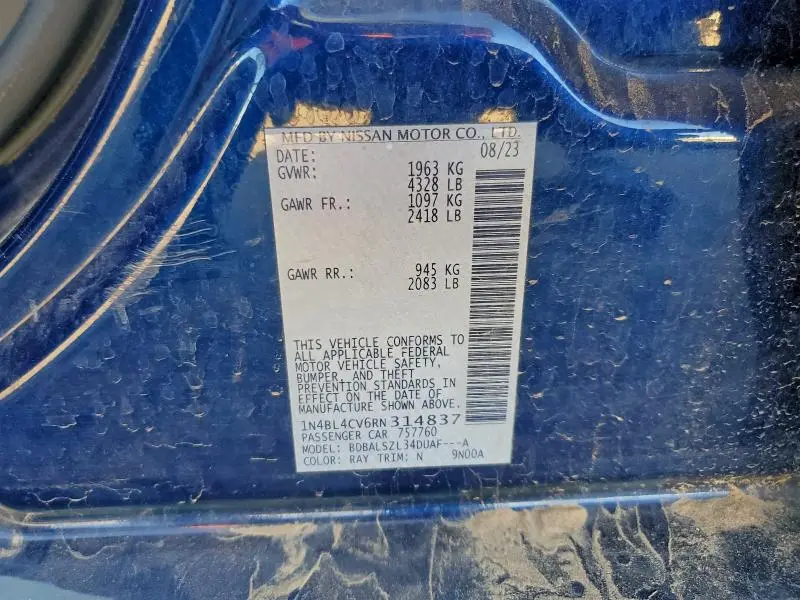 MFD BY NISSAN MOTOR CO., LTD.
DATE: 08/23
GVWR: 1963 KG
4328 LB
GAWR FR.: 1097 KG
2418 LB
GAWR RR.: 945 KG
2083 LB
THIS VEHICLE CONFORMS TO
ALL APPLICABLE FEDERAL
MOTOR VEHICLE SAFETY,
BUMPER, AND THEFT
PREVENTION STANDARDS IN
EFFECT ON THE DATE OF
MANUFACTURE SHOWN ABOVE.
1N4BL4CV6RN314837
PASSENGER CAR 757760
MODEL: BDBALSZL34DUAF---A
COLOR: RAY TRIM: N 9N00A